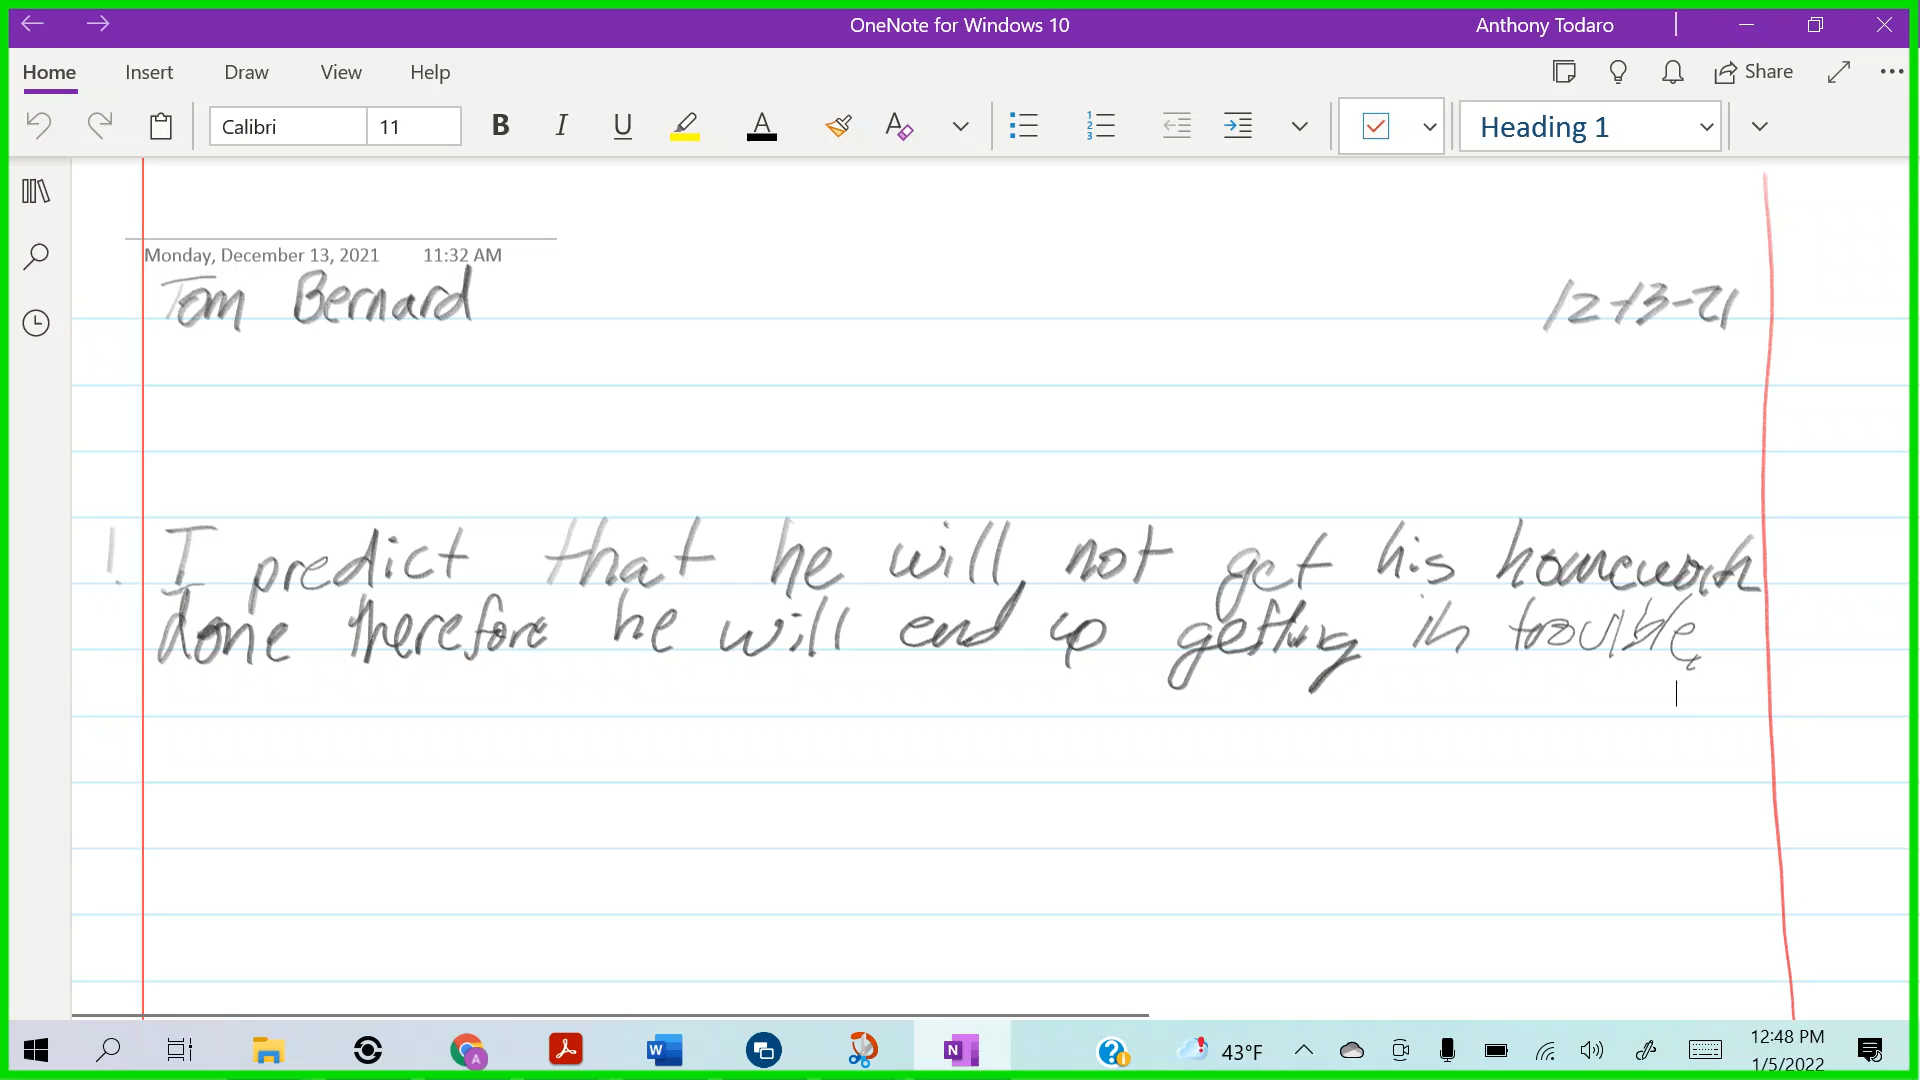 OneNote for Windows 10
Anthony Todaro
Home Insert Draw View Help
Share
Calibri 11 B I U A Heading 1
Monday, December 13, 2021 11:32 AM
Tom Bernard 12-13-21
! I predict that he will not get his homework
done therefore he will end up getting in trouble
43°F
12:48 PM
1/5/2022